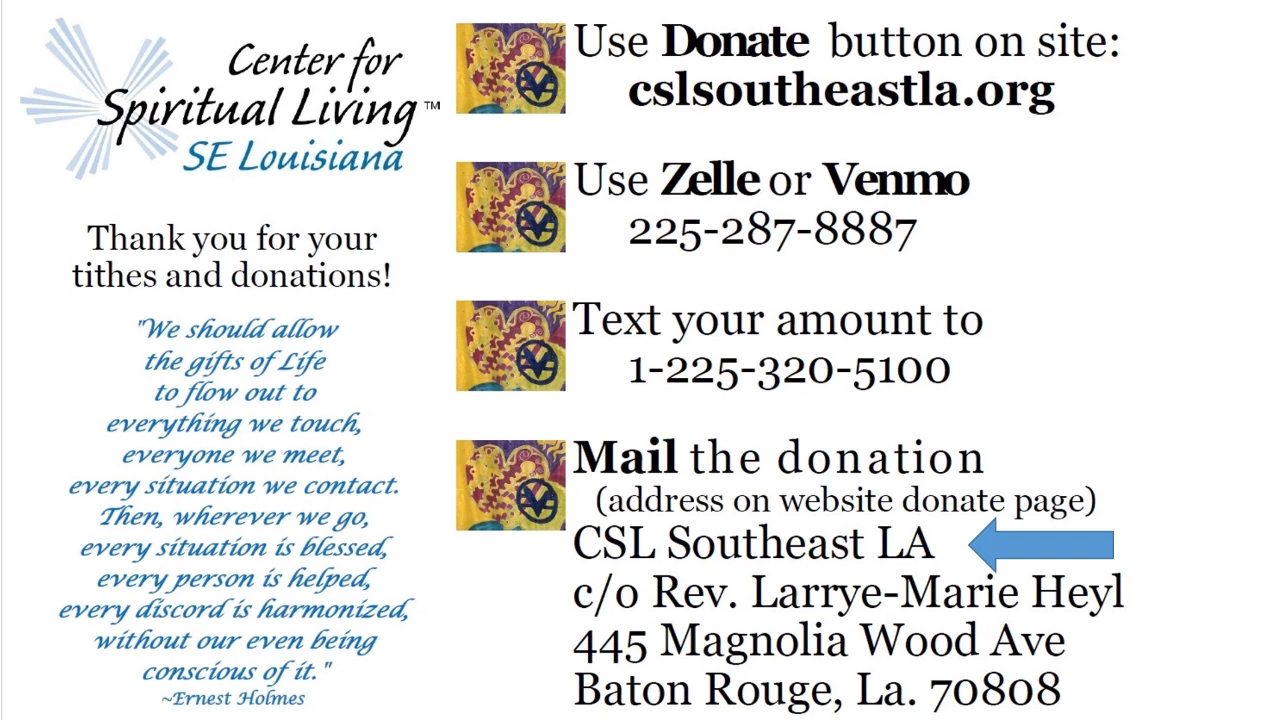 Center for
Spiritual Living™
SE Louisiana
Thank you for your
tithes and donations!
"We should allow
the gifts of Life
to flow out to
everything we touch,
everyone we meet,
every situation we contact.
Then, wherever we go,
every situation is blessed,
every person is helped,
every discord is harmonized,
without our even being
conscious of it."
~Ernest Holmes
Use Donate button on site:
cslsoutheastla.org
Use Zelle or Venmo
225-287-8887
Text your amount to
1-225-320-5100
Mail the donation
(address on website donate page)
CSL Southeast LA
c/o Rev. Larrye-Marie Heyl
445 Magnolia Wood Ave
Baton Rouge, La. 70808